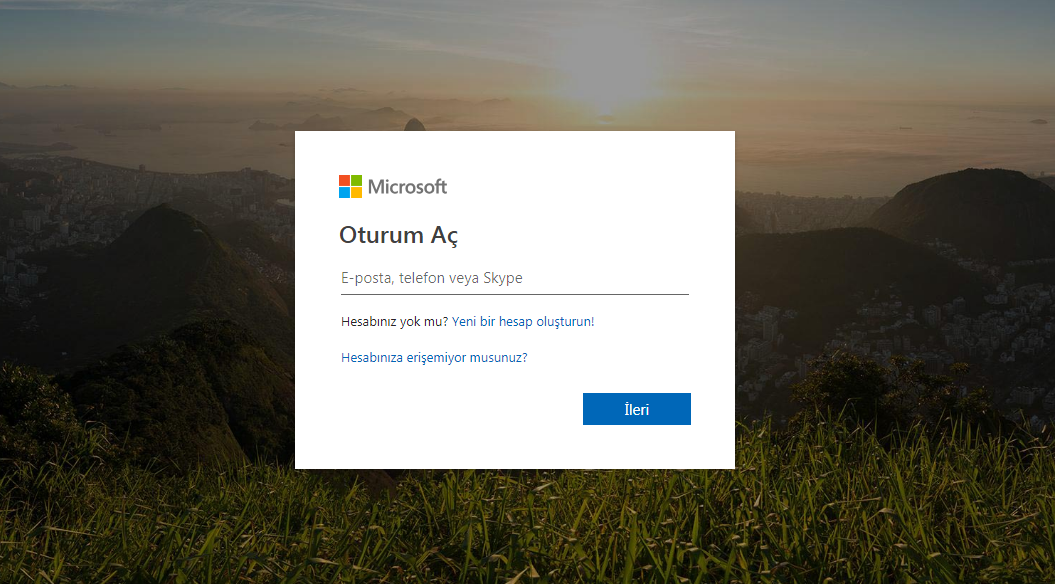 Microsoft
Oturum Aç
E-posta, telefon veya Skype
Hesabınız yok mu? Yeni bir hesap oluşturun!
Hesabınıza erişemiyor musunuz?
İleri